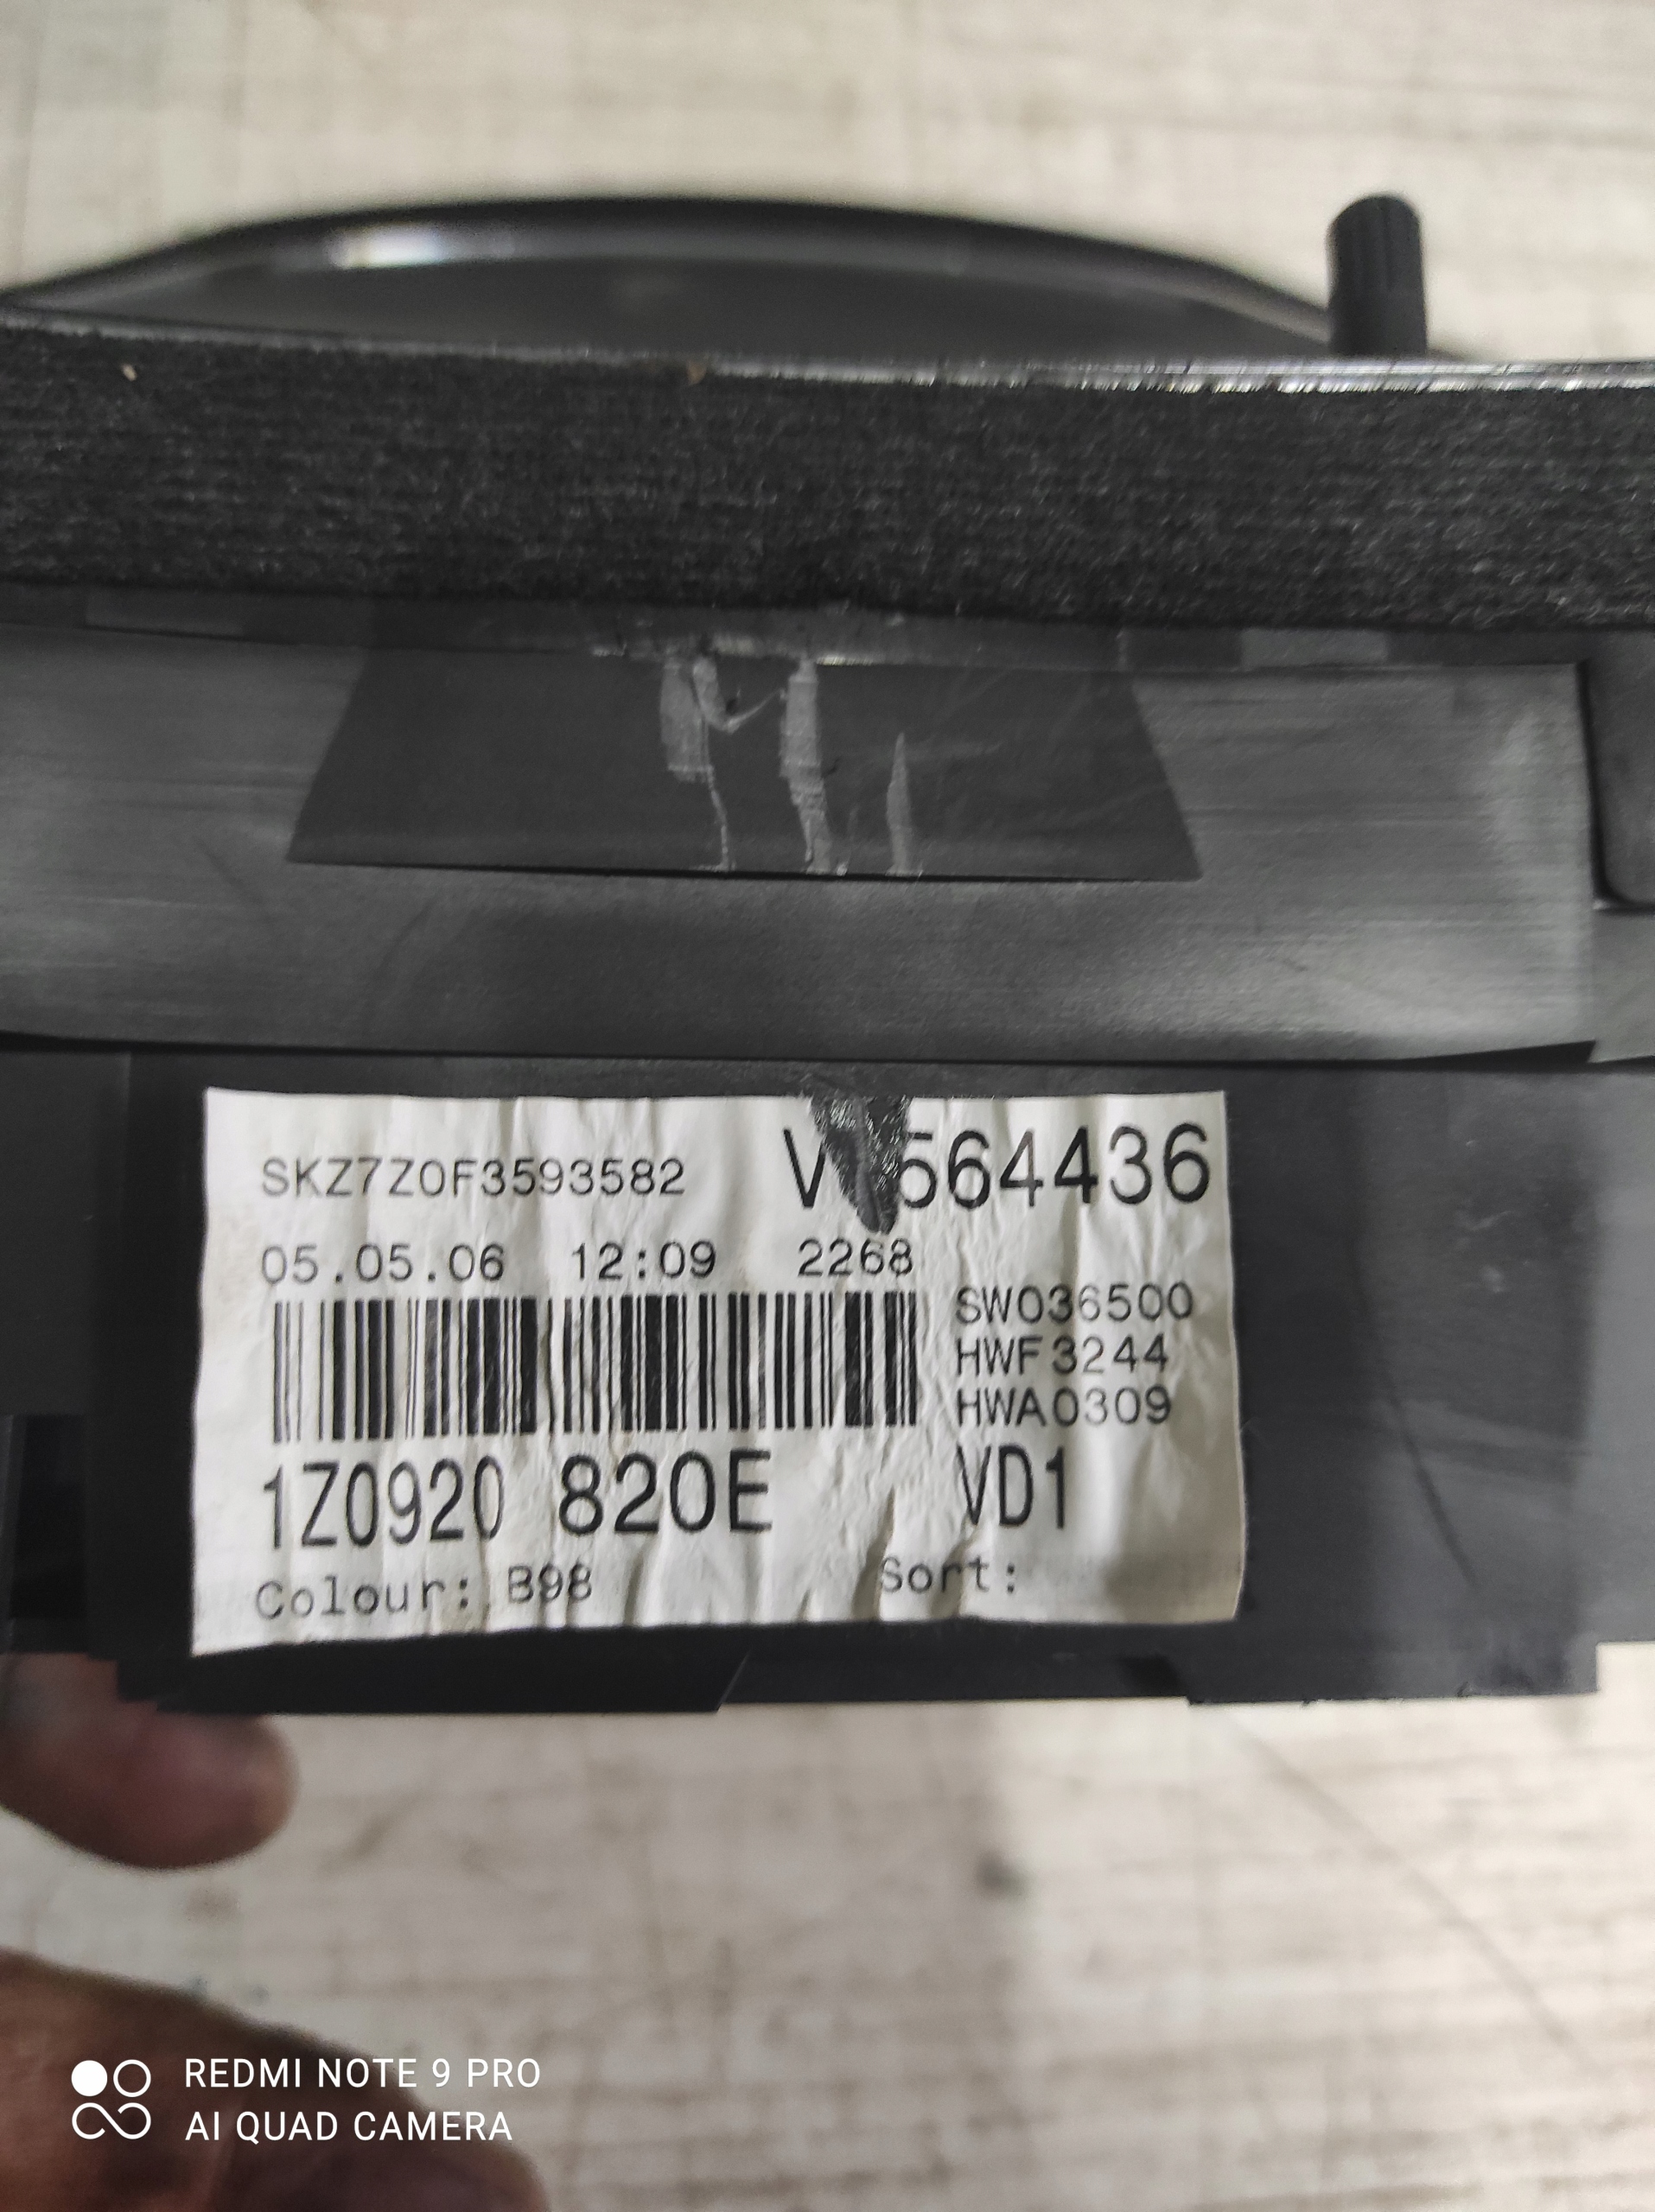 SKZ7Z0F3593582
05.05.06 12:09 2268
SW036500
HWF3244
HWA0309
1Z0920 820E VD1
Colour: B98 Sort:
REDMI NOTE 9 PRO
AI QUAD CAMERA